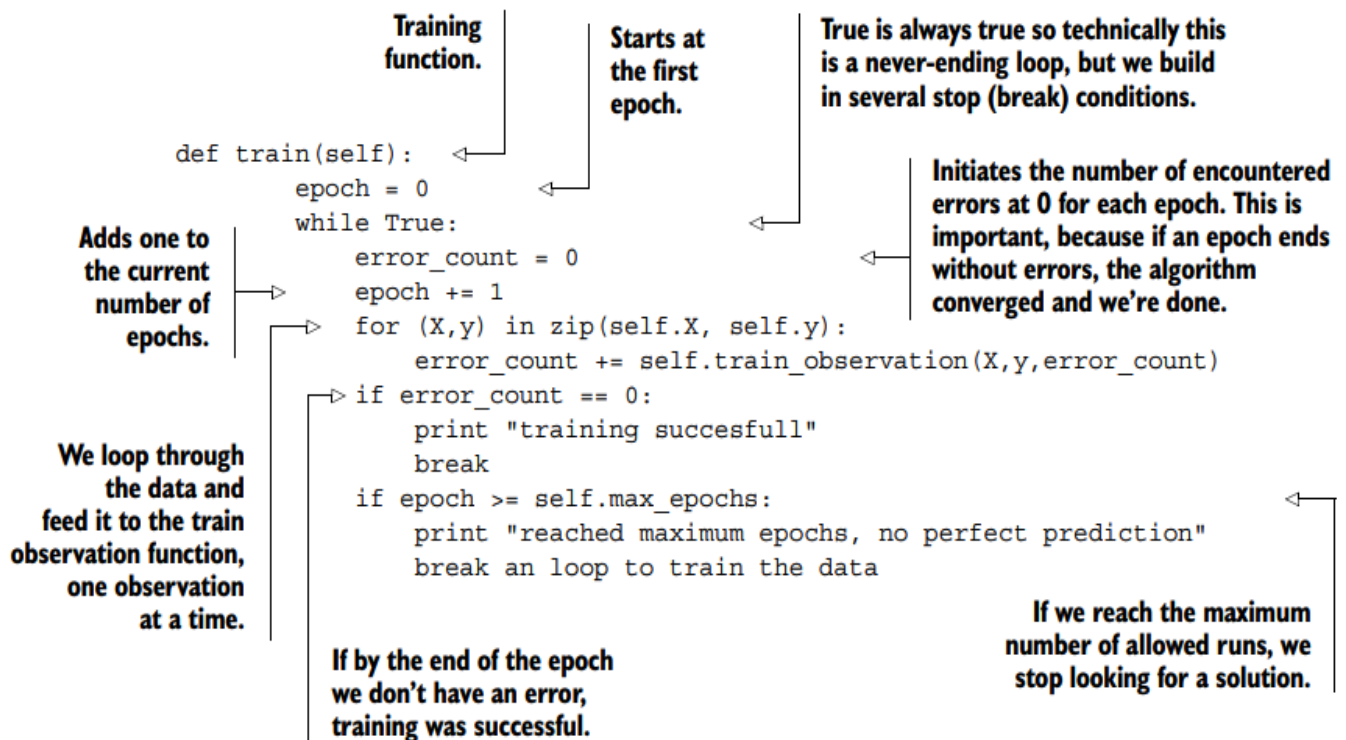 Training
function.
Starts at
the first
epoch.
True is always true so technically this
is a never-ending loop, but we build
in several stop (break) conditions.
def train(self):
epoch = 0
while True:
error_count = 0
epoch += 1
for (X,y) in zip(self.X, self.y):
error_count += self.train_observation(X,y,error_count)
if error_count == 0:
print "training succesfull"
break
if epoch >= self.max_epochs:
print "reached maximum epochs, no perfect prediction"
break an loop to train the data
Initiates the number of encountered
errors at 0 for each epoch. This is
important, because if an epoch ends
without errors, the algorithm
converged and we're done.
Adds one to
the current
number of
epochs.
We loop through
the data and
feed it to the train
observation function,
one observation
at a time.
If by the end of the epoch
we don't have an error,
training was successful.
If we reach the maximum
number of allowed runs, we
stop looking for a solution.